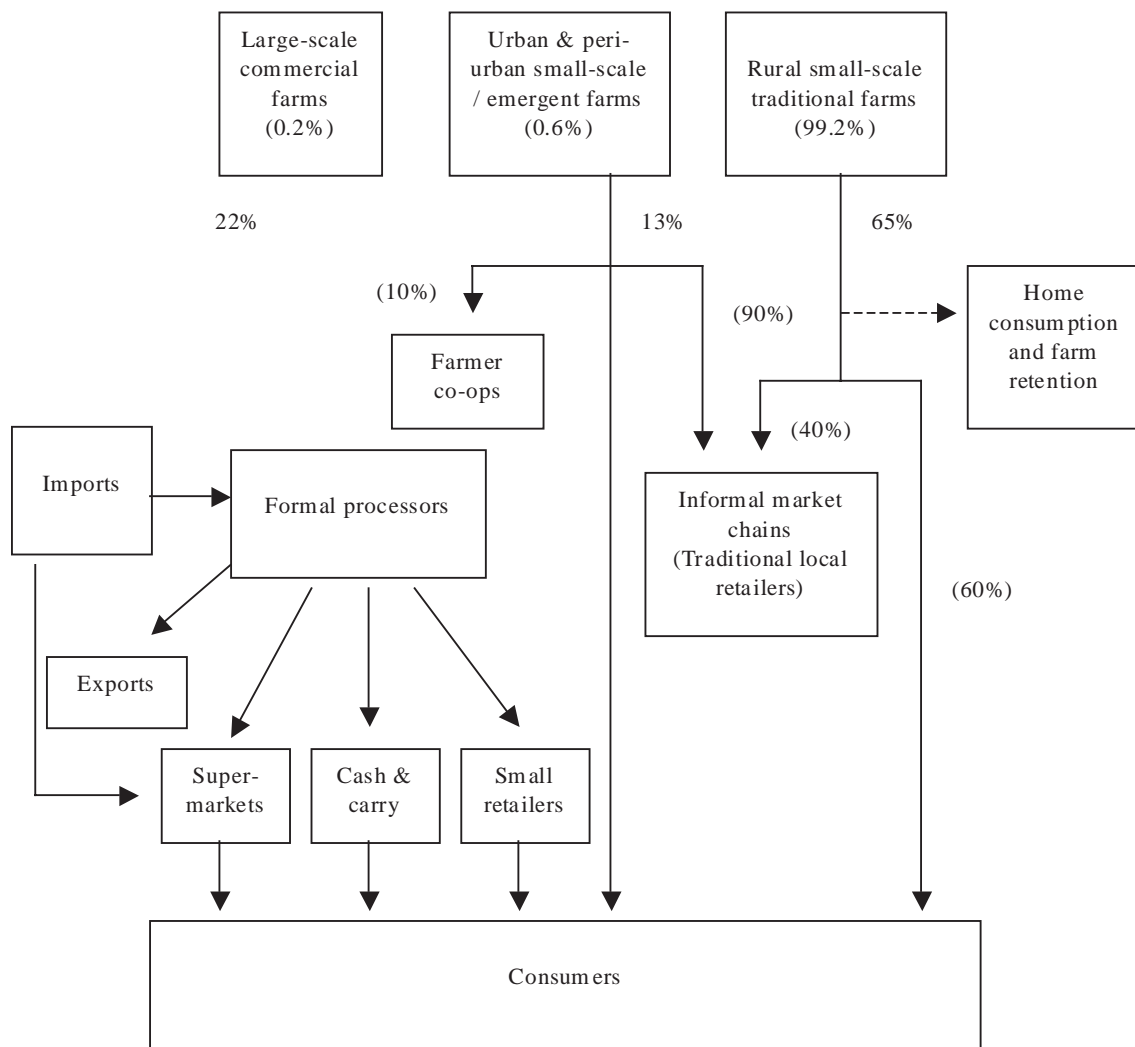 Large-scale
commercial
farms
(0.2%)
Urban & peri-
urban small-scale
/ emergent farms
(0.6%)
Rural small-scale
traditional farms
(99.2%)
22%
13%
65%
(10%)
(90%)
Home
consumption
and farm
retention
Farmer
co-ops
(40%)
Imports
Formal processors
Informal market
chains
(Traditional local
retailers)
(60%)
Exports
Super-
markets
Cash &
carry
Small
retailers
Consumers